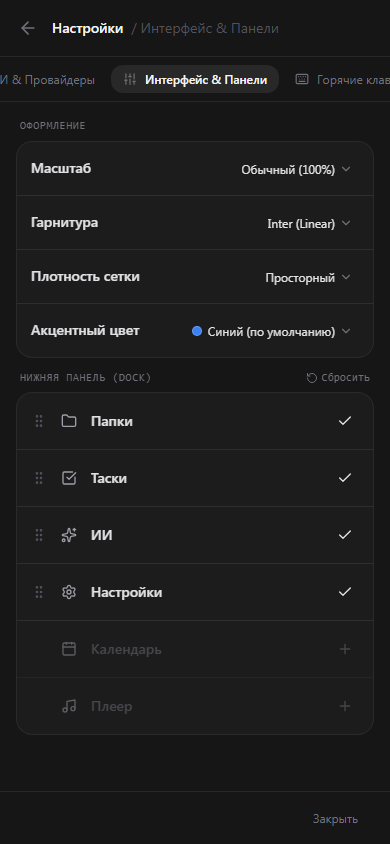 Настройки / Интерфейс & Панели
И & Провайдеры Интерфейс & Панели Горячие клав
ОФОРМЛЕНИЕ
Масштаб Обычный (100%)
Гарнитура Inter (Linear)
Плотность сетки Просторный
Акцентный цвет Синий (по умолчанию)
НИЖНЯЯ ПАНЕЛЬ (DOCK) Сбросить
Папки
Таски
ИИ
Настройки
Календарь
Плеер
Закрыть